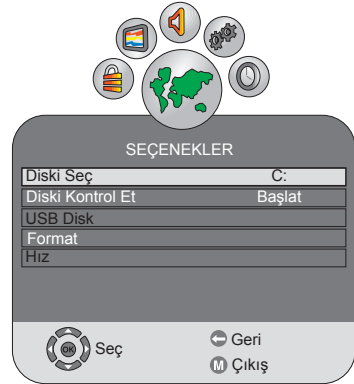 SEÇENEKLER
Diski Seç C:
Diski Kontrol Et Başlat
USB Disk
Format
Hız
OK Seç
Geri
M Çıkış